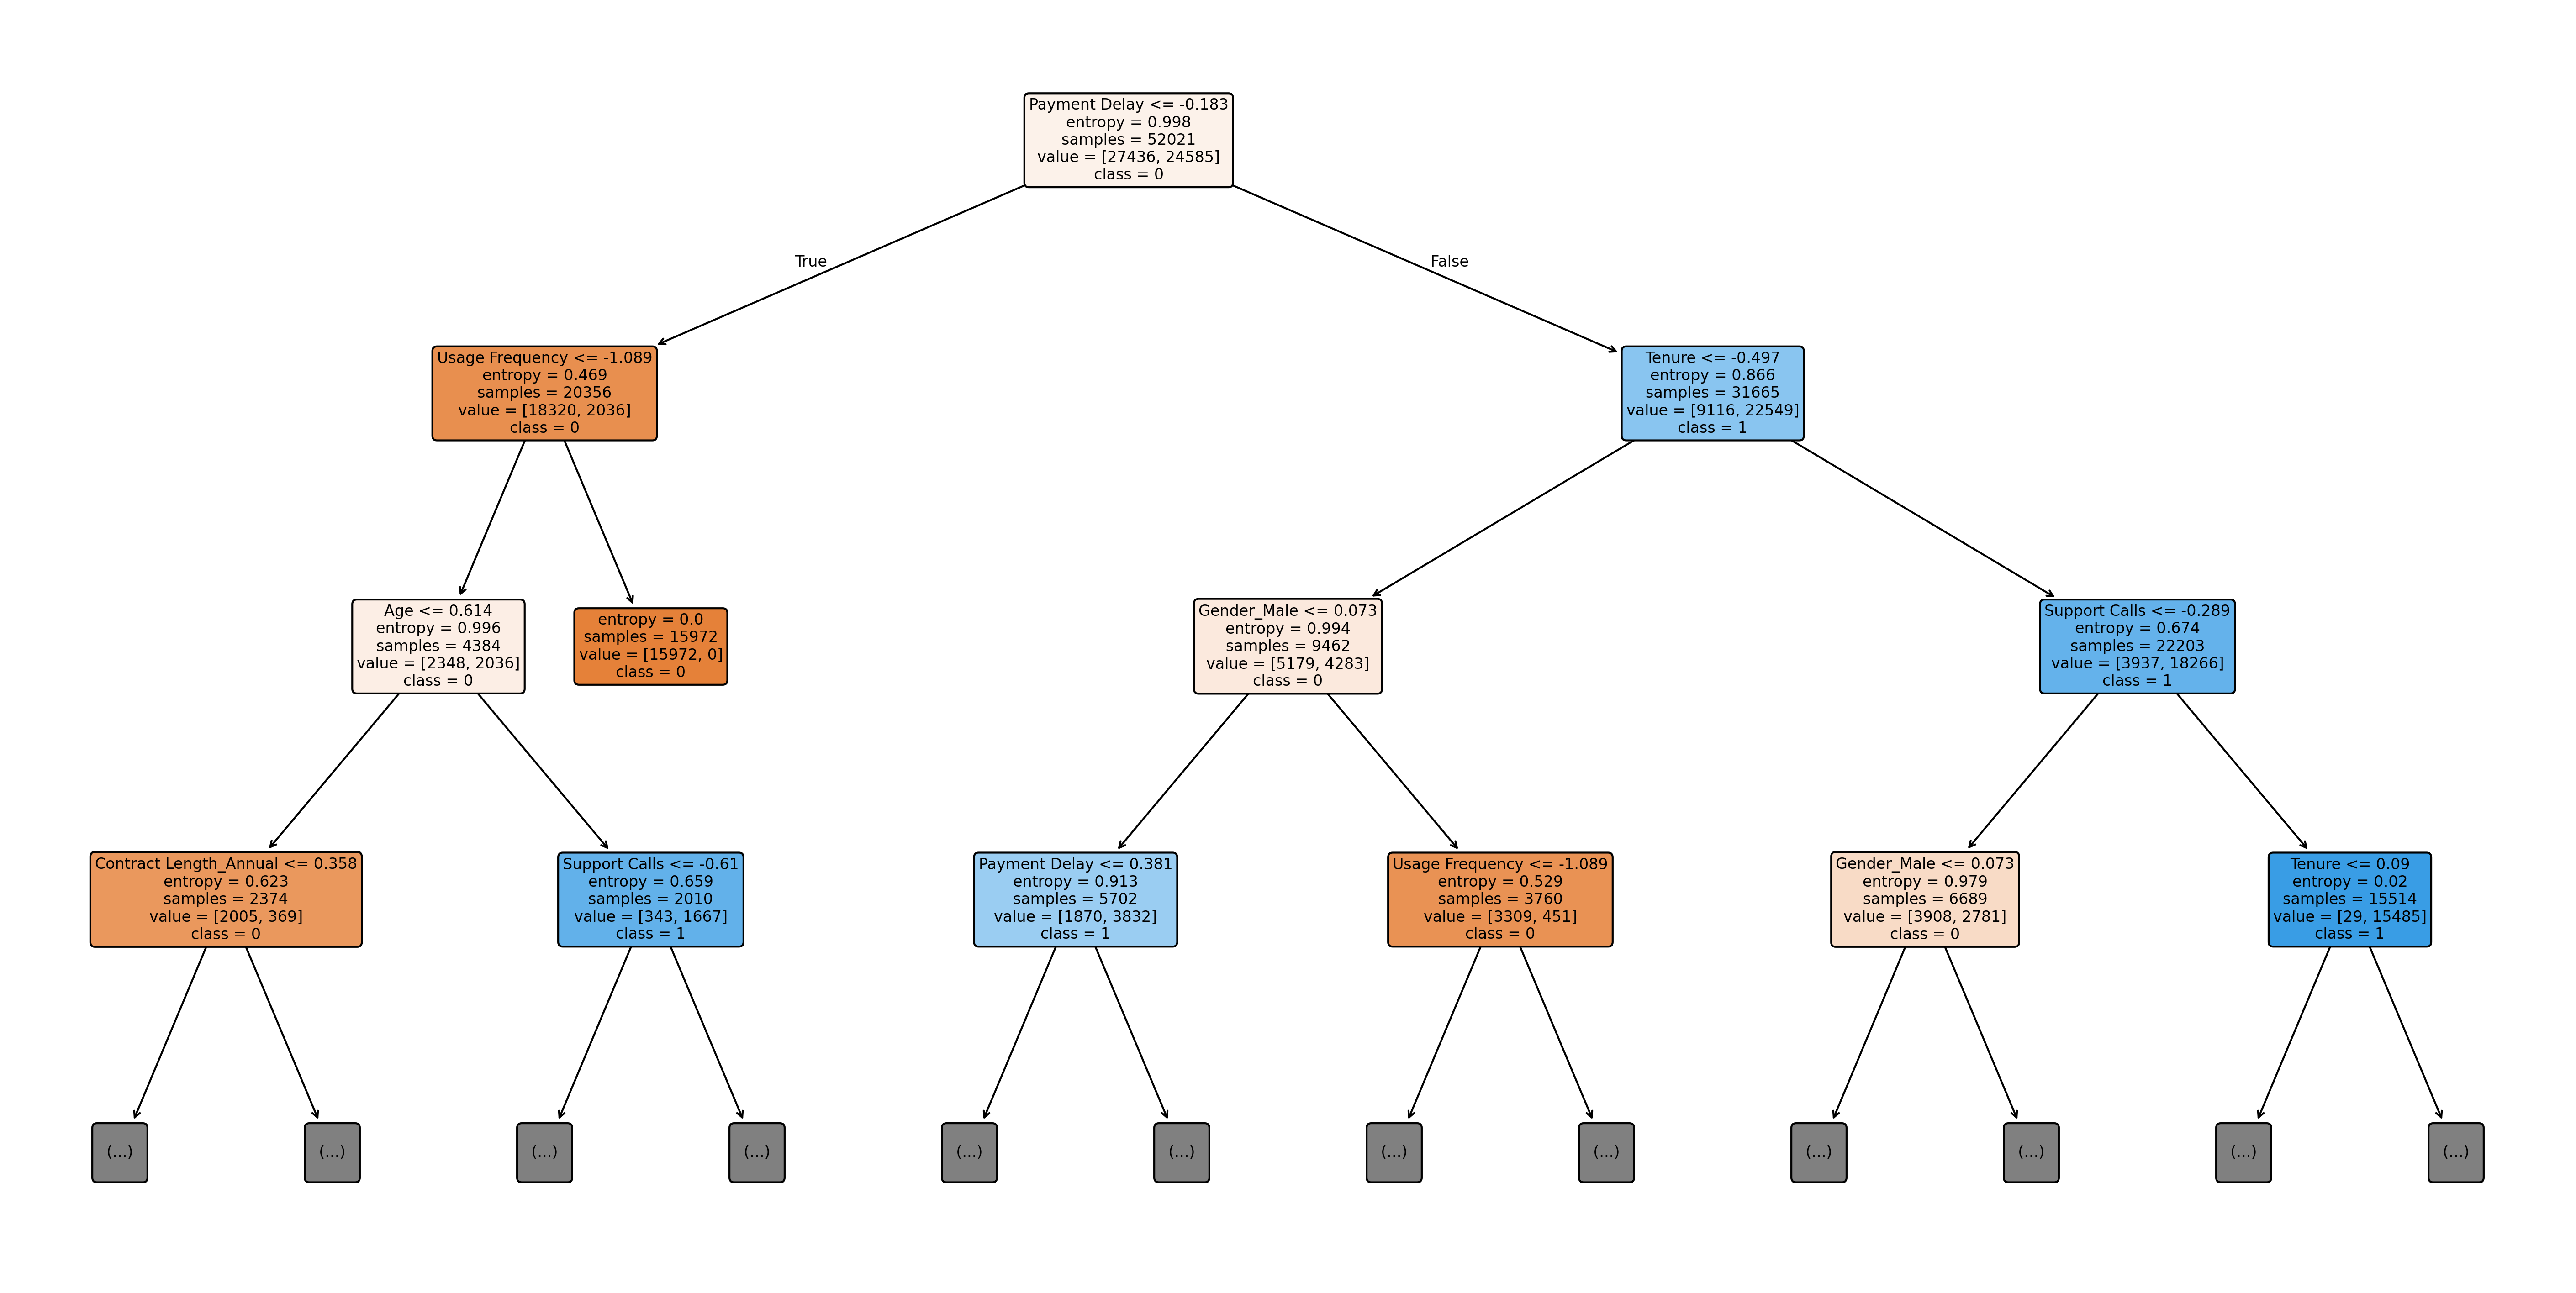 Payment Delay <= -0.183
entropy = 0.998
samples = 52021
value = [27436, 24585]
class = 0
True
False
Usage Frequency <= -1.089
entropy = 0.469
samples = 20356
value = [18320, 2036]
class = 0
Tenure <= -0.497
entropy = 0.866
samples = 31665
value = [9116, 22549]
class = 1
Age <= 0.614
entropy = 0.996
samples = 4384
value = [2348, 2036]
class = 0
entropy = 0.0
samples = 15972
value = [15972, 0]
class = 0
Gender_Male <= 0.073
entropy = 0.994
samples = 9462
value = [5179, 4283]
class = 0
Support Calls <= -0.289
entropy = 0.674
samples = 22203
value = [3937, 18266]
class = 1
Contract Length_Annual <= 0.358
entropy = 0.623
samples = 2374
value = [2005, 369]
class = 0
Support Calls <= -0.61
entropy = 0.659
samples = 2010
value = [343, 1667]
class = 1
Payment Delay <= 0.381
entropy = 0.913
samples = 5702
value = [1870, 3832]
class = 1
Usage Frequency <= -1.089
entropy = 0.529
samples = 3760
value = [3309, 451]
class = 0
Gender_Male <= 0.073
entropy = 0.979
samples = 6689
value = [3908, 2781]
class = 0
Tenure <= 0.09
entropy = 0.02
samples = 15514
value = [29, 15485]
class = 1
(...)
(...)
(...)
(...)
(...)
(...)
(...)
(...)
(...)
(...)
(...)
(...)